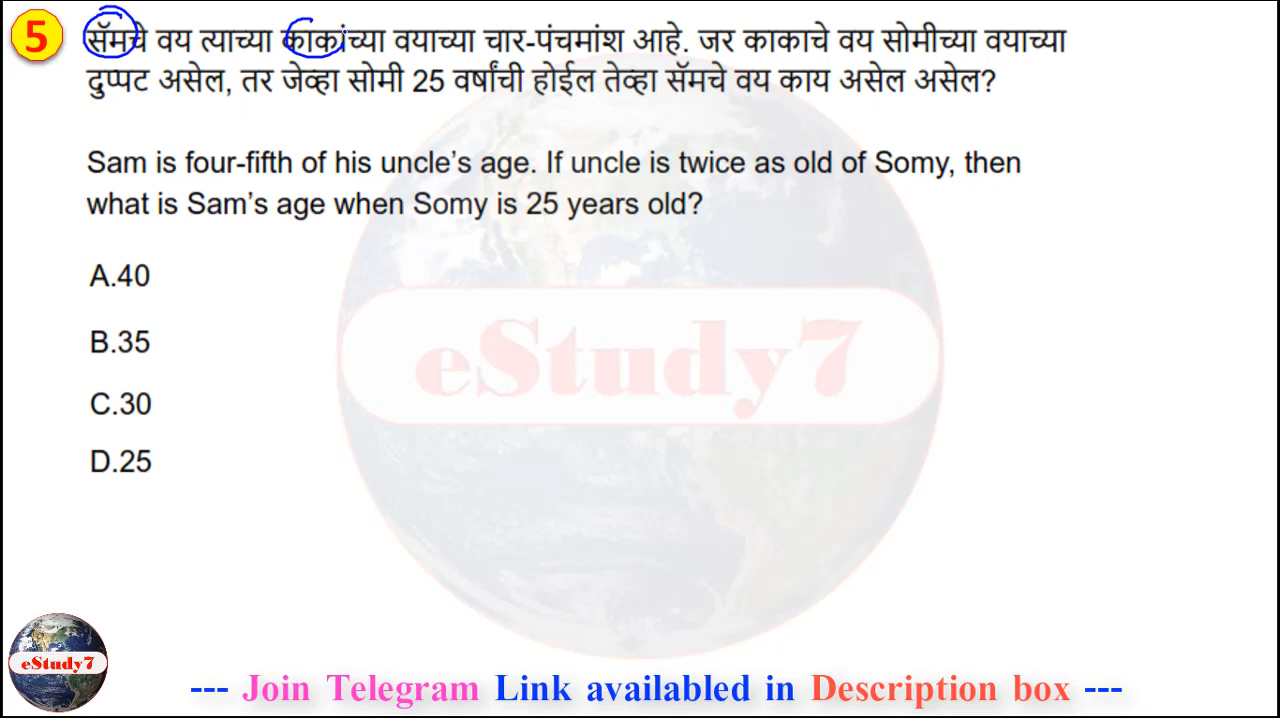 5
सॅमचे वय त्याच्या काकांच्या वयाच्या चार-पंचमांश आहे. जर काकाचे वय सोमीच्या वयाच्या
दुप्पट असेल, तर जेव्हा सोमी 25 वर्षांची होईल तेव्हा सॅमचे वय काय असेल असेल?
Sam is four-fifth of his uncle's age. If uncle is twice as old of Somy, then
what is Sam's age when Somy is 25 years old?
A.40
B.35
eStudy7
C.30
D.25
eStudy7
--- Join Telegram Link availabled in Description box ---